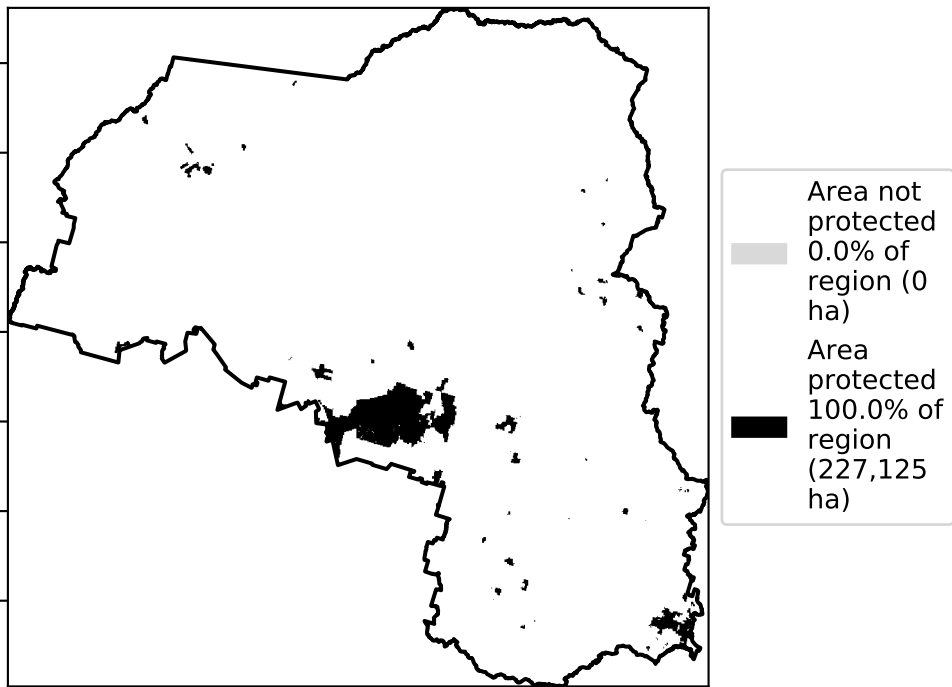 Area not
protected
0.0% of
region (0
ha)
Area
protected
100.0% of
region
(227,125
ha)